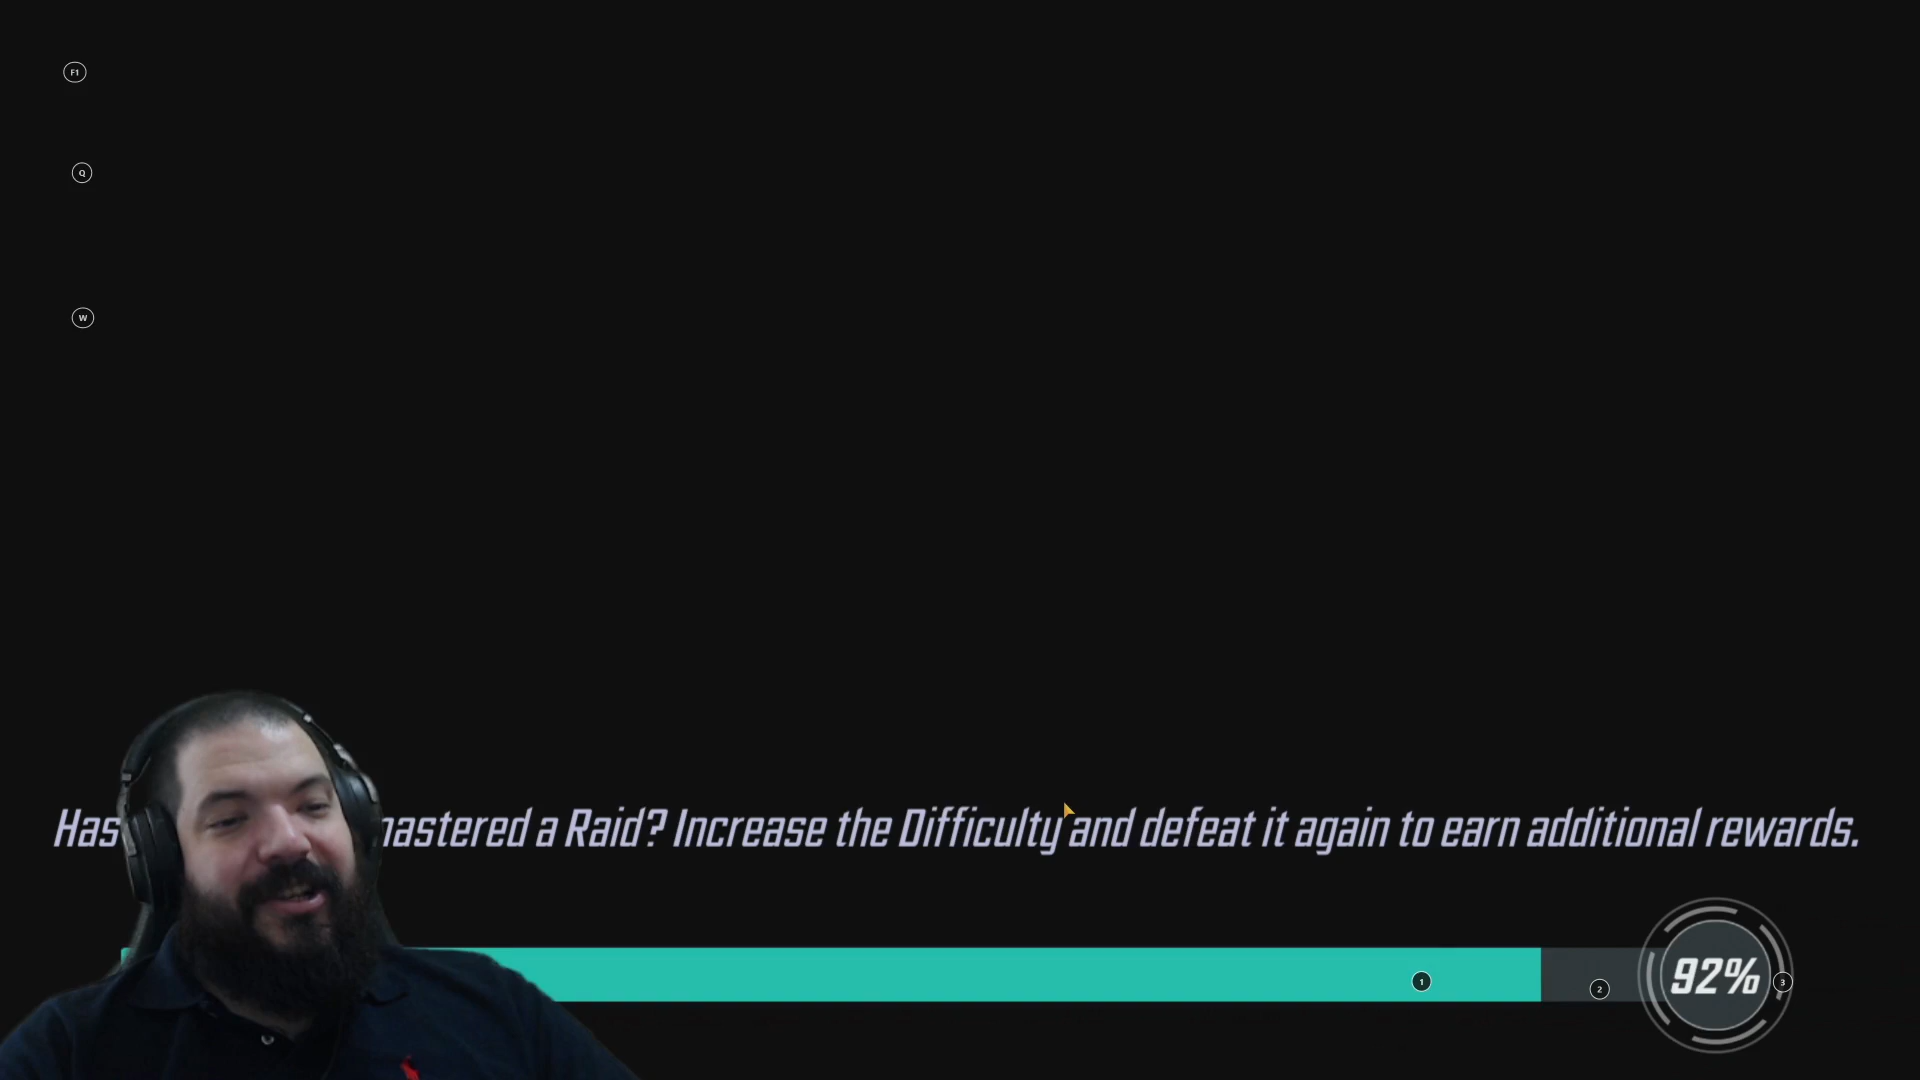 F1
Q
W
Has mastered a Raid? Increase the Difficulty and defeat it again to earn additional rewards.
92%
1
2
3